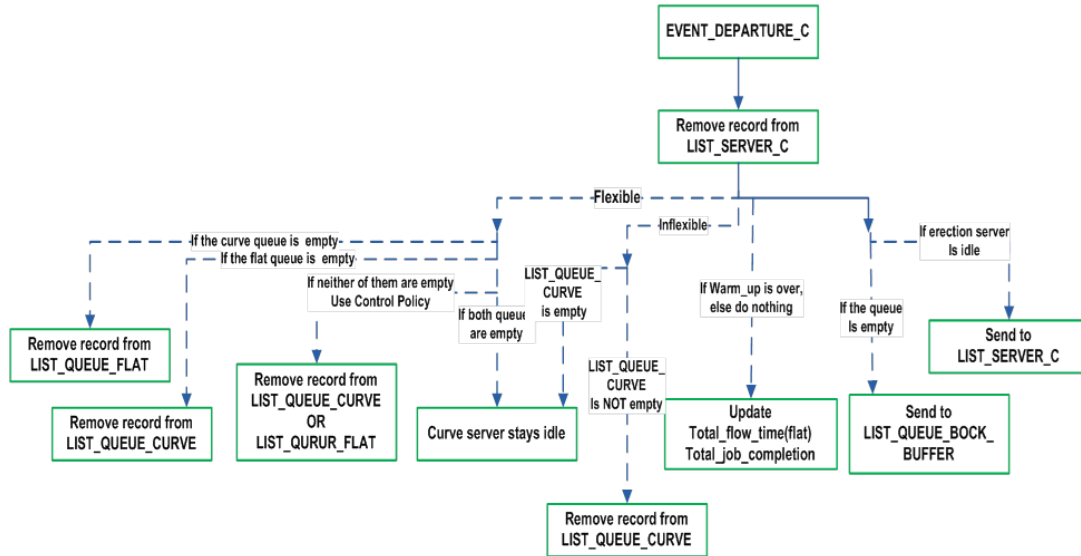 EVENT_DEPARTURE_C
Remove record from
LIST_SERVER_C
Flexible
Inflexible
If erection server
Is idle
If the curve queue is empty
If the flat queue is empty
If neither of them are empty
Use Control Policy
LIST_QUEUE_
CURVE
is empty
If both queue
are empty
If Warm_up is over,
else do nothing
If the queue
Is empty
Remove record from
LIST_QUEUE_FLAT
Send to
LIST_SERVER_C
Remove record from
LIST_QUEUE_CURVE
OR
LIST_QURUR_FLAT
LIST_QUEUE_
CURVE
Is NOT empty
Remove record from
LIST_QUEUE_CURVE
Curve server stays idle
Update
Total_flow_time(flat)
Total_job_completion
Send to
LIST_QUEUE_BOCK_
BUFFER
Remove record from
LIST_QUEUE_CURVE